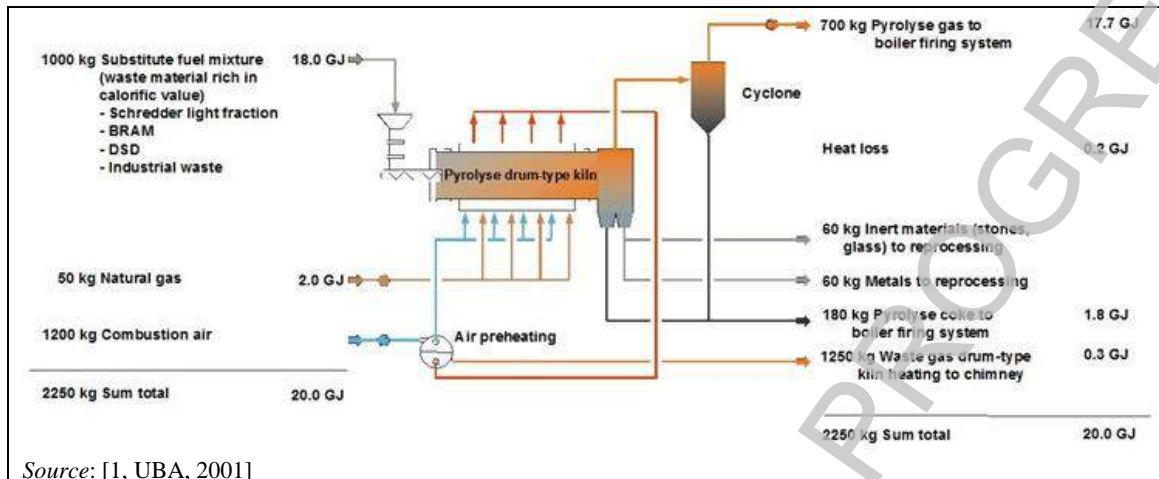 1000 kg Substitute fuel mixture 18.0 GJ
(waste material rich in
calorific value)
- Schredder light fraction
- BRAM
- DSD
- Industrial waste
50 kg Natural gas 2.0 GJ
1200 kg Combustion air
2250 kg Sum total 20.0 GJ
Pyrolyse drum-type kiln
Air preheating
Cyclone
700 kg Pyrolyse gas to 17.7 GJ
boiler firing system
Heat loss 0.2 GJ
60 kg Inert materials (stones,
glass) to reprocessing
60 kg Metals to reprocessing
180 kg Pyrolyse coke to 1.8 GJ
boiler firing system
1250 kg Waste gas drum-type 0.3 GJ
kiln heating to chimney
2250 kg Sum total 20.0 GJ
Source: [1, UBA, 2001]
PROGRE